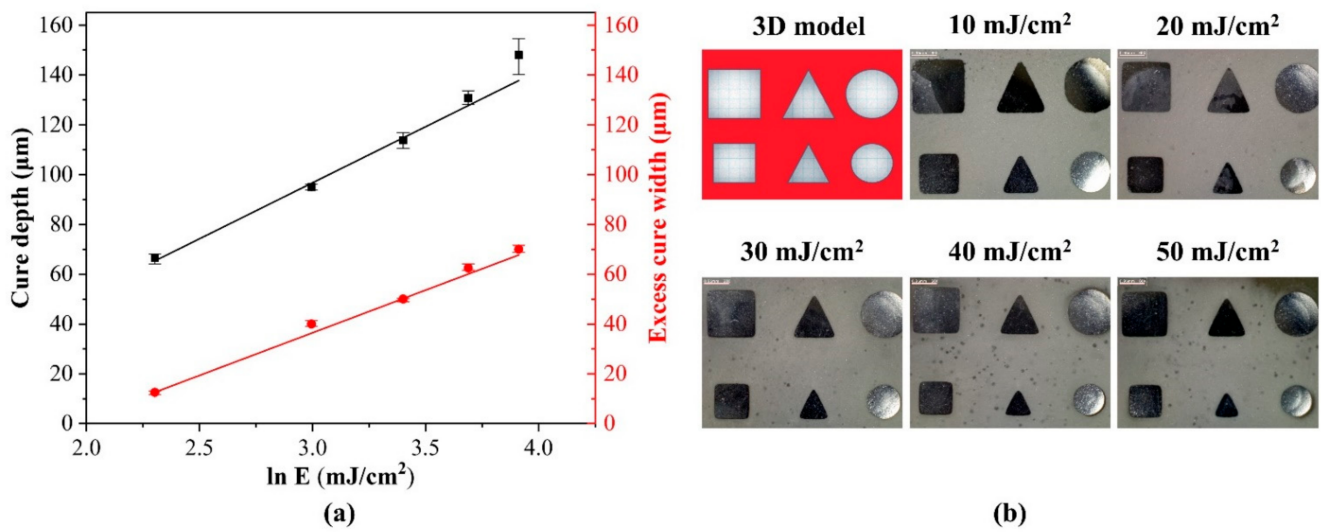 160
140
120
100
80
60
40
20
0
Cure depth (μm)
2.0
2.5
3.0
3.5
4.0
ln E (mJ/cm²)
160
140
120
100
80
60
40
20
0
Excess cure width (μm)
(a)
3D model
10 mJ/cm²
20 mJ/cm²
30 mJ/cm²
40 mJ/cm²
50 mJ/cm²
(b)